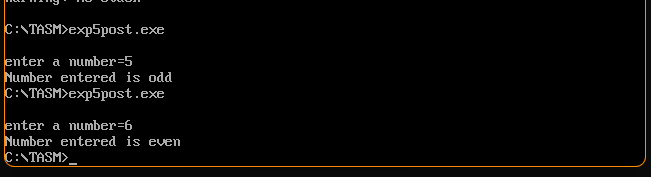 C:\TASM>exp5post.exe
enter a number=5
Number entered is odd
C:\TASM>exp5post.exe
enter a number=6
Number entered is even
C:\TASM>_